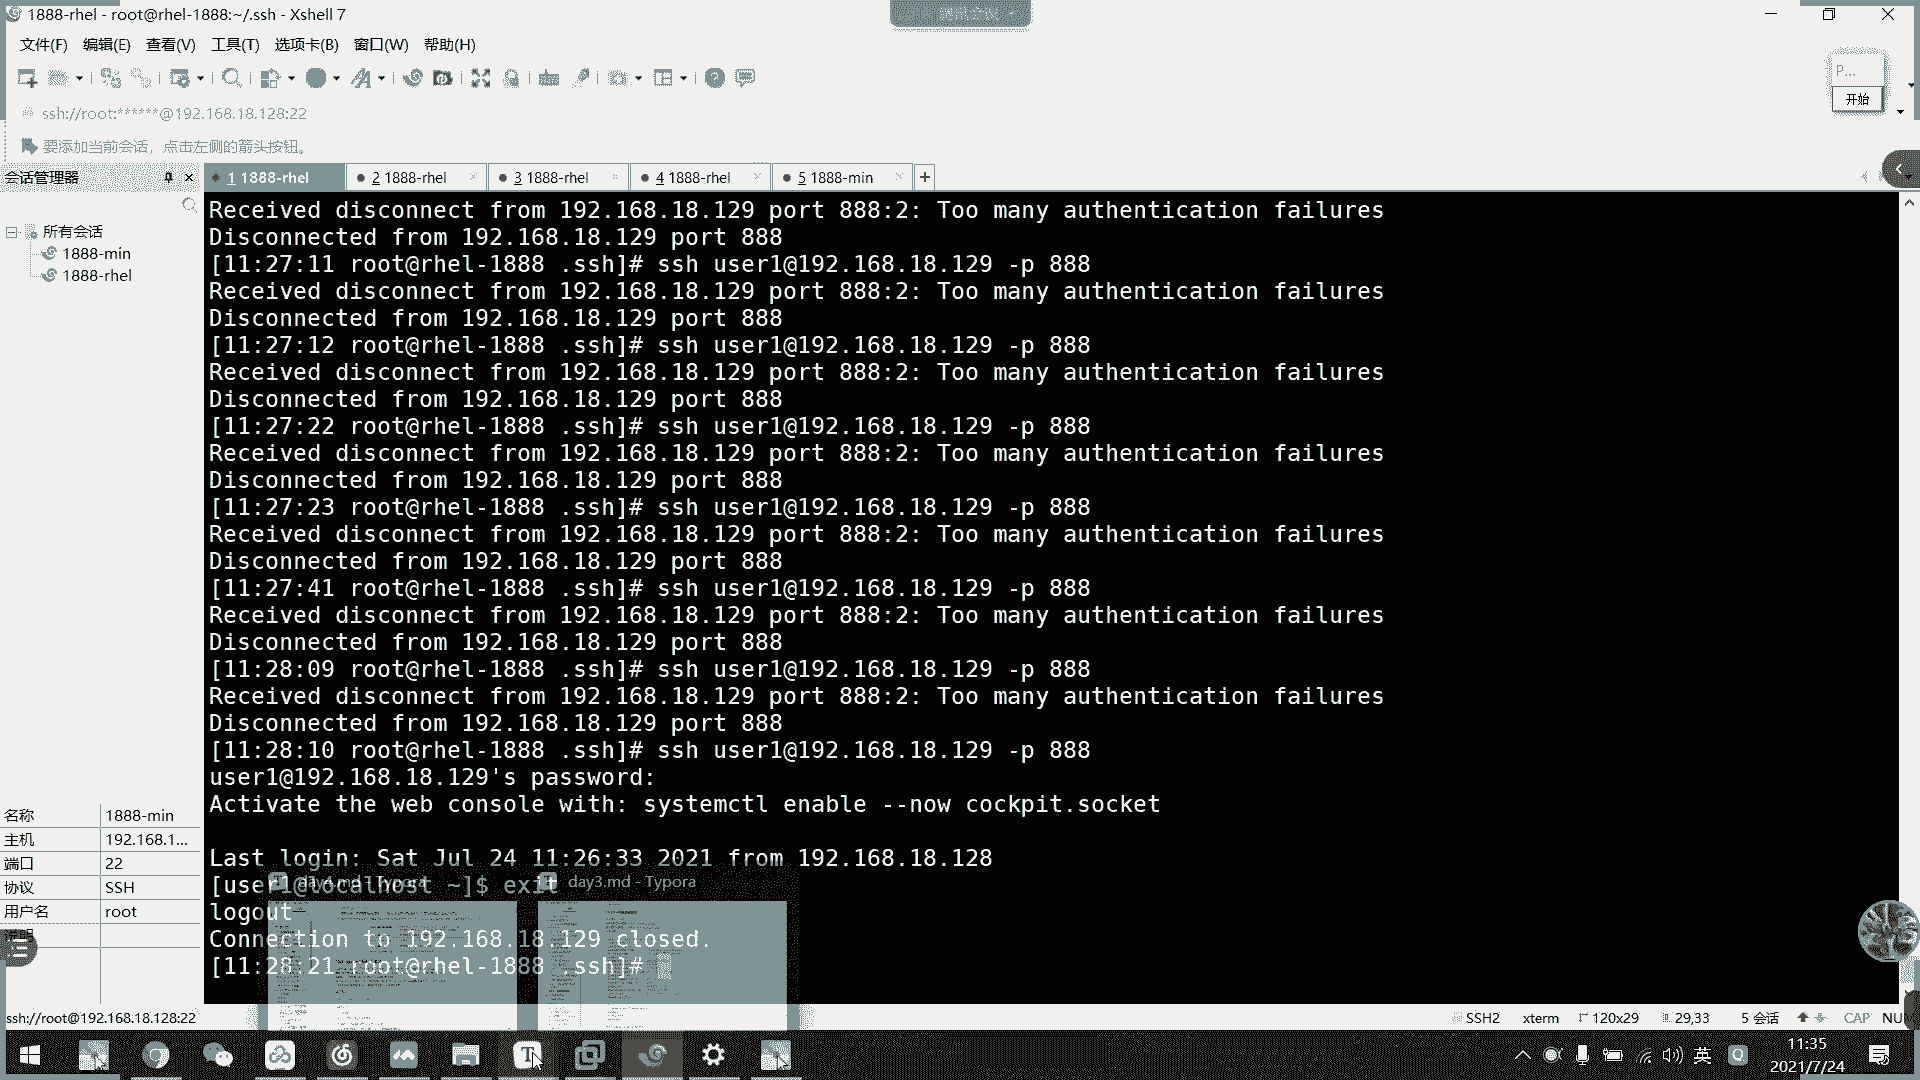 1888-rhel - root@rhel-1888:~/.ssh - Xshell 7
文件(F) 编辑(E) 查看(V) 工具(T) 选项卡(B) 窗口(W) 帮助(H)
P...
开始
ssh://root:******@192.168.18.128:22
要添加当前会话，点击左侧的箭头按钮。
会话管理器
1 1888-rhel
2 1888-rhel
3 1888-rhel
4 1888-rhel
5 1888-min
所有会话
1888-min
1888-rhel
Received disconnect from 192.168.18.129 port 888:2: Too many authentication failures
Disconnected from 192.168.18.129 port 888
[11:27:11 root@rhel-1888 .ssh]# ssh user1@192.168.18.129 -p 888
Received disconnect from 192.168.18.129 port 888:2: Too many authentication failures
Disconnected from 192.168.18.129 port 888
[11:27:12 root@rhel-1888 .ssh]# ssh user1@192.168.18.129 -p 888
Received disconnect from 192.168.18.129 port 888:2: Too many authentication failures
Disconnected from 192.168.18.129 port 888
[11:27:22 root@rhel-1888 .ssh]# ssh user1@192.168.18.129 -p 888
Received disconnect from 192.168.18.129 port 888:2: Too many authentication failures
Disconnected from 192.168.18.129 port 888
[11:27:23 root@rhel-1888 .ssh]# ssh user1@192.168.18.129 -p 888
Received disconnect from 192.168.18.129 port 888:2: Too many authentication failures
Disconnected from 192.168.18.129 port 888
[11:27:41 root@rhel-1888 .ssh]# ssh user1@192.168.18.129 -p 888
Received disconnect from 192.168.18.129 port 888:2: Too many authentication failures
Disconnected from 192.168.18.129 port 888
[11:28:09 root@rhel-1888 .ssh]# ssh user1@192.168.18.129 -p 888
Received disconnect from 192.168.18.129 port 888:2: Too many authentication failures
Disconnected from 192.168.18.129 port 888
[11:28:10 root@rhel-1888 .ssh]# ssh user1@192.168.18.129 -p 888
user1@192.168.18.129's password:
Activate the web console with: systemctl enable --now cockpit.socket
Last login: Sat Jul 24 11:26:33 2021 from 192.168.18.128
[user1@localhost ~]$ exit
logout
Connection to 192.168.18.129 closed.
[11:28:21 root@rhel-1888 .ssh]#
day3.md - Typora
名称 1888-min
主机 192.168.1...
端口 22
协议 SSH
用户名 root
说明
ssh://root@192.168.18.128:22
SSH2 xterm 120x29 29,33 5 会话 CAP NUM
英
11:35
2021/7/24